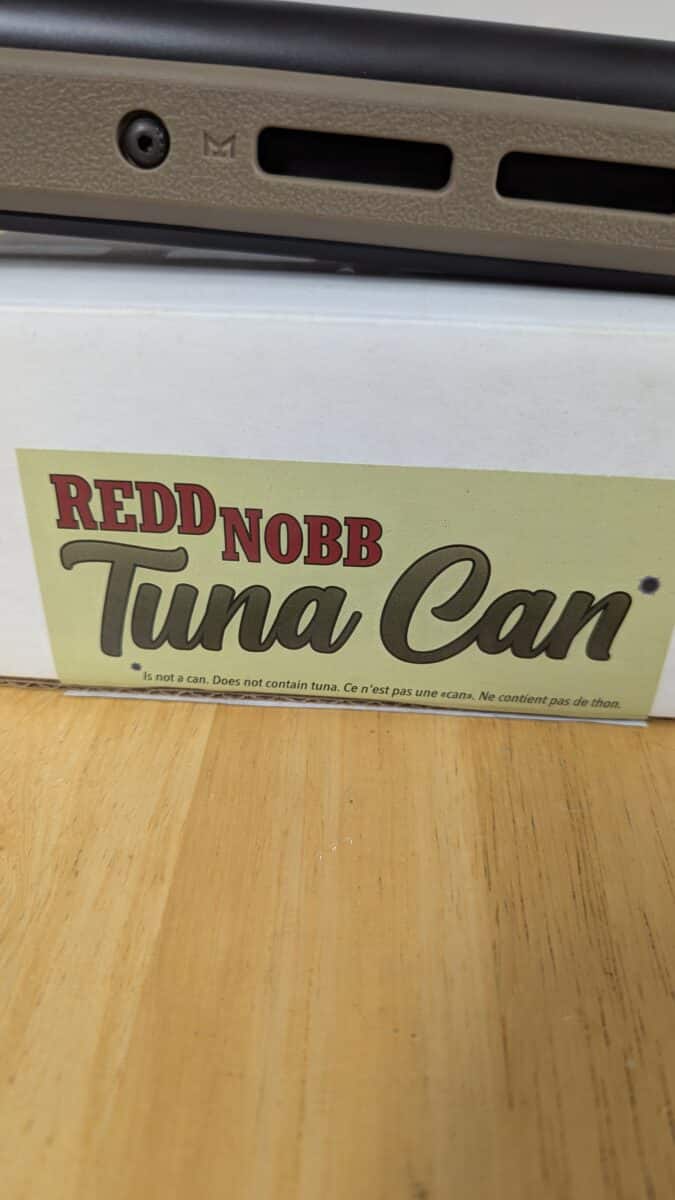 REDD NOBB
Tuna Can
Is not a can. Does not contain tuna. Ce n'est pas une «can». Ne contient pas de thon.